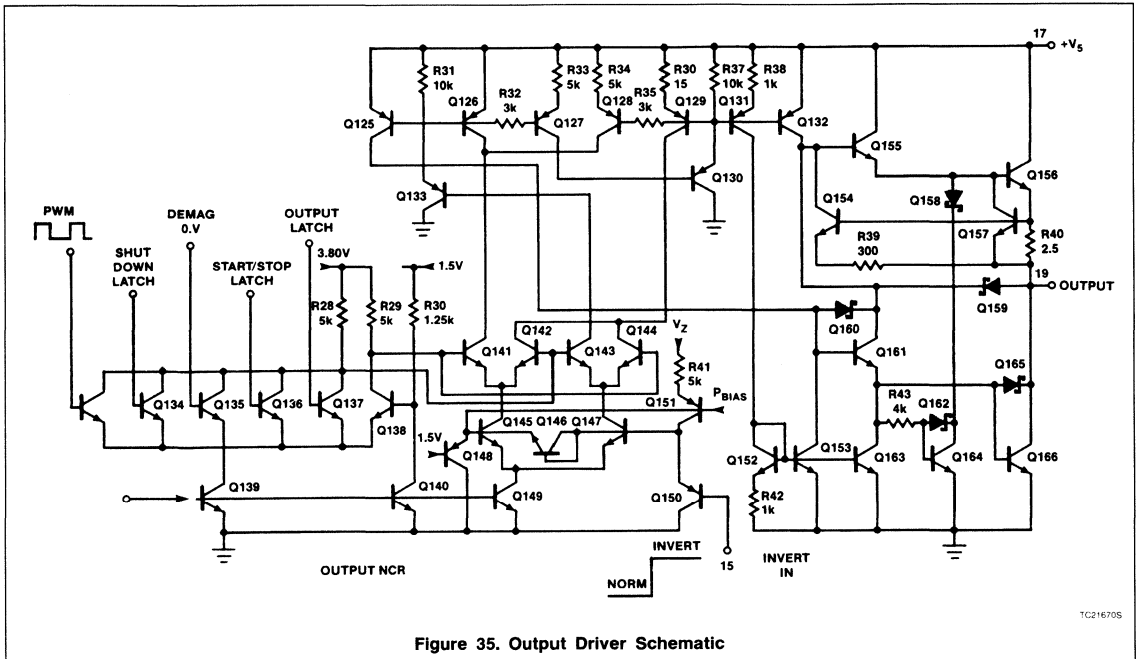 17
+V5
R31
10k
Q126
R32
3k
R33
5k
R34
5k
Q128
R30
15
R35
3k
Q129
R37
10k
Q131
R38
1k
Q125
Q127
Q132
Q155
Q156
Q133
Q130
Q158
Q154
Q157
PWM
DEMAG
0.V
OUTPUT
LATCH
R39
300
R40
2.5
SHUT
DOWN
LATCH
START/STOP
LATCH
3.80V
1.5V
19
OUTPUT
R28
5k
R29
5k
R30
1.25k
Q159
Q142
Q144
VZ
Q160
Q141
Q143
R41
5k
Q161
Q165
Q134
Q135
Q136
Q137
Q151
PBIAS
R43
4k
Q162
Q138
Q145
Q146
Q147
1.5V
Q148
Q152
Q153
Q163
Q164
Q166
Q139
Q140
Q149
Q150
R42
1k
INVERT
NORM
15
INVERT
IN
OUTPUT NCR
TC21670S
Figure 35. Output Driver Schematic